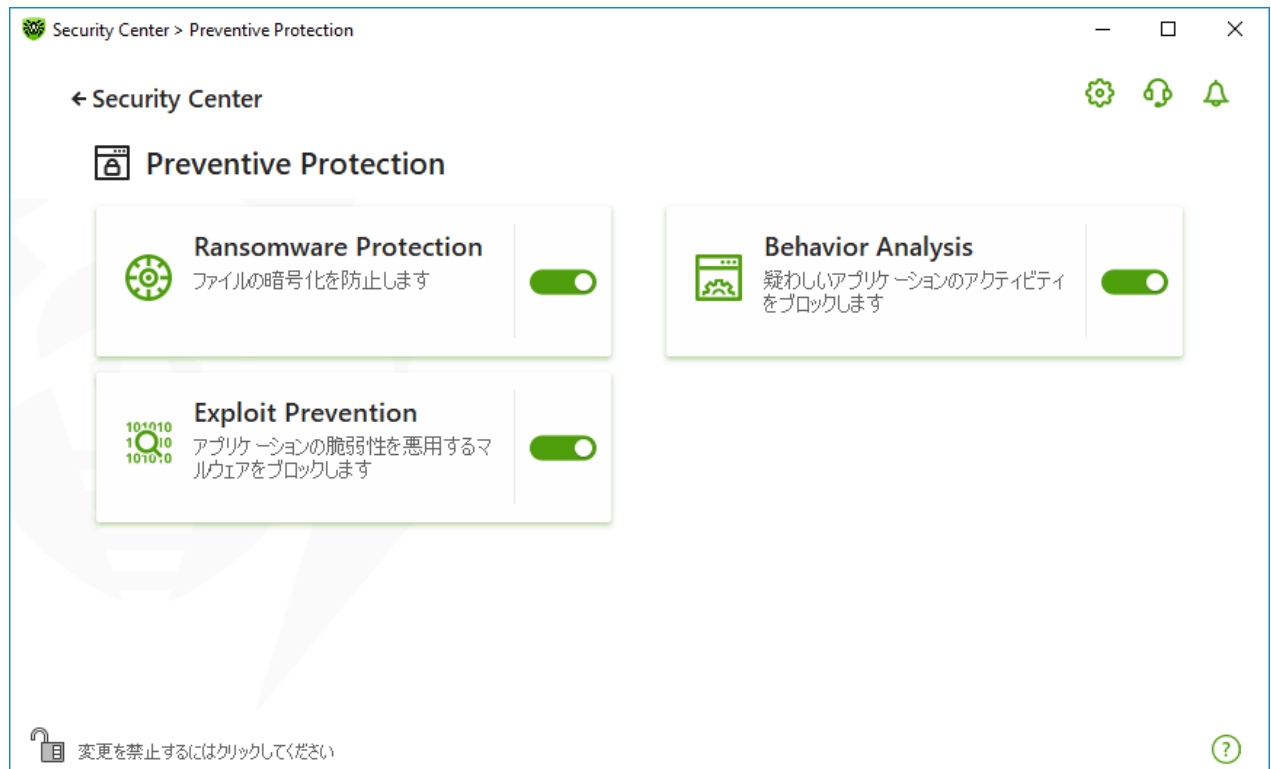 Security Center > Preventive Protection
Security Center
Preventive Protection
Ransomware Protection
ファイルの暗号化を防止します
Behavior Analysis
疑わしいアプリケーションのアクティビティ
をブロックします
Exploit Prevention
アプリケーションの脆弱性を悪用するマ
ルウェアをブロックします
変更を禁止するにはクリックしてください